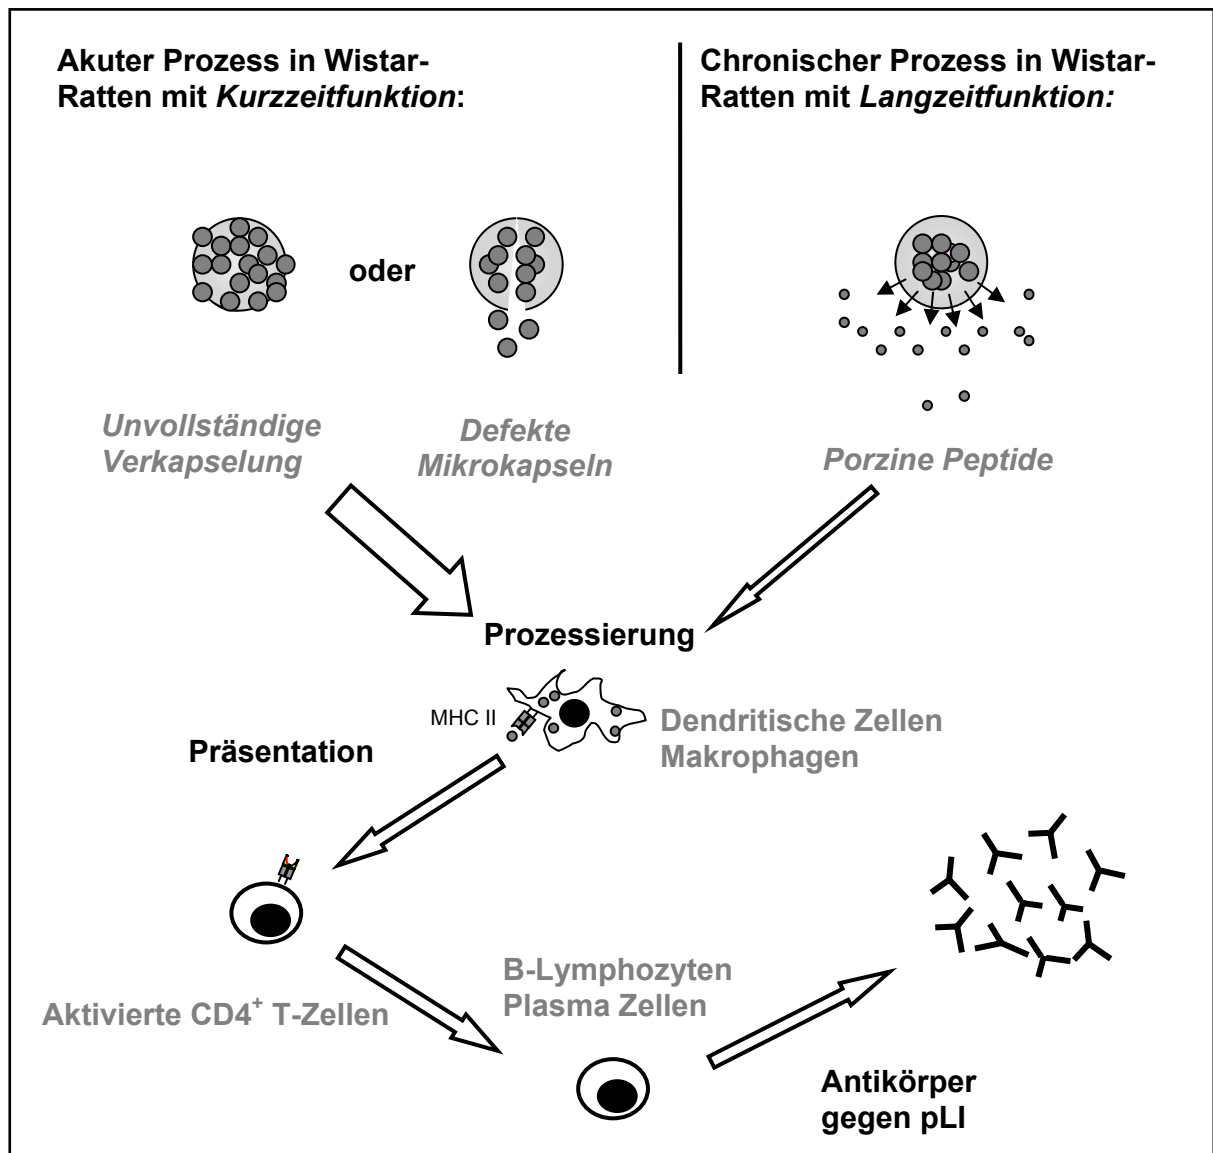 Akuter Prozess in Wistar-
Ratten mit Kurzzeitfunktion:
Chronischer Prozess in Wistar-
Ratten mit Langzeitfunktion:
oder
Unvollständige
Verkapselung
Defekte
Mikrokapseln
Porzine Peptide
Prozessierung
MHC II
Dendritische Zellen
Makrophagen
Präsentation
Aktivierte CD4⁺ T-Zellen
B-Lymphozyten
Plasma Zellen
Antikörper
gegen pLI